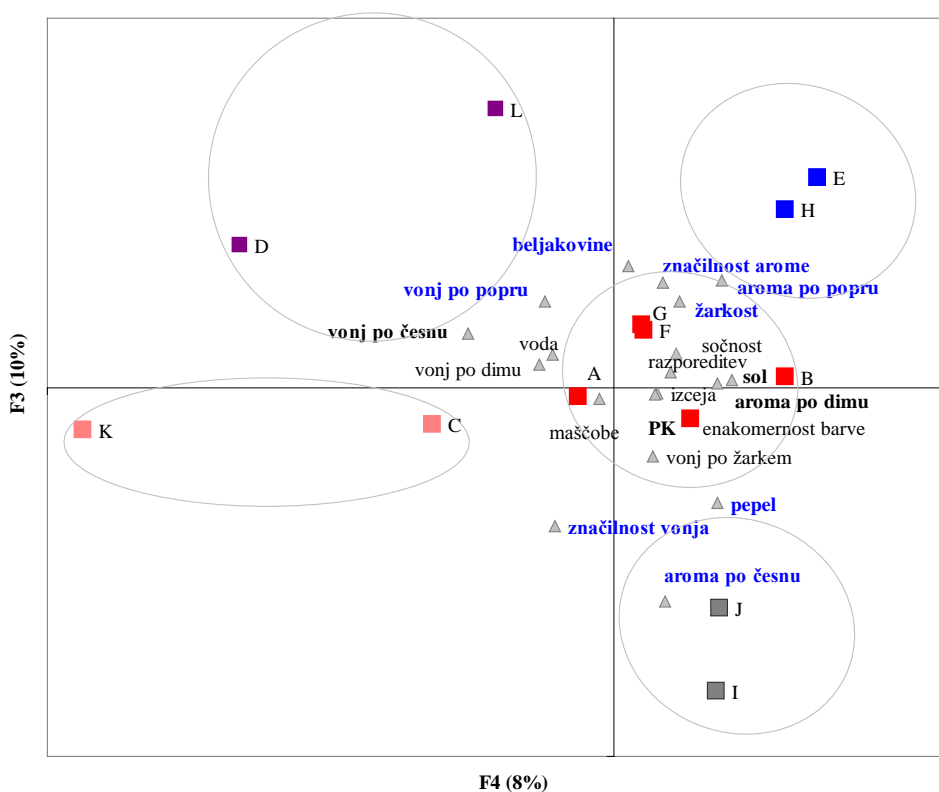 L
E
H
D
beljakovine
značilnost arome
vonj po popru
aroma po popru
G
žarkost
vonj po česnu
F
voda
sočnost
vonj po dimu
razporeditev
A
sol
B
F3 (10%)
izceja
aroma po dimu
K
C
maščobe
PK
enakomernost barve
vonj po žarkem
pepel
značilnost vonja
aroma po česnu
J
I
F4 (8%)